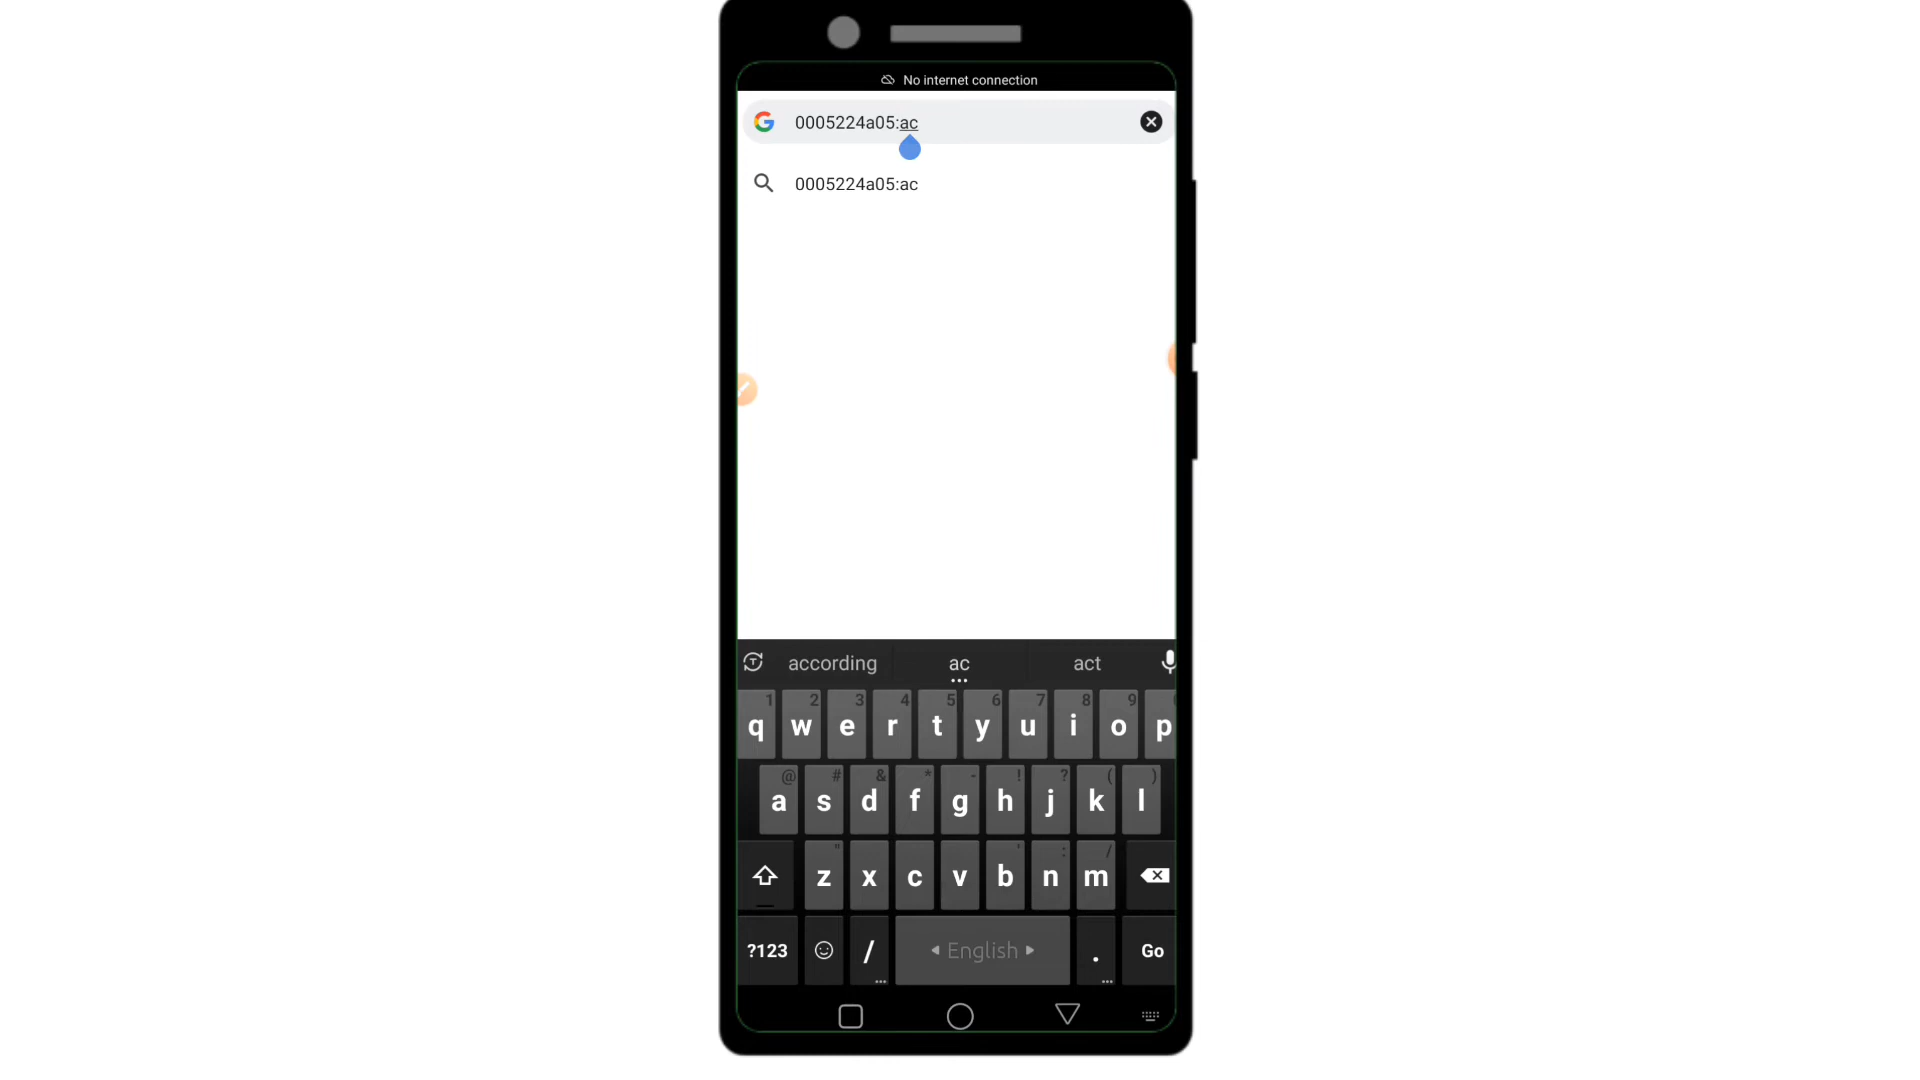 No internet connection
0005224a05:ac
0005224a05:ac
according ac act
1 2 3 4 5 6 7 8 9
q w e r t y u i o p
@ # & * - ! ? ( )
a s d f g h j k l
" ' : /
z x c v b n m
?123 / English . Go